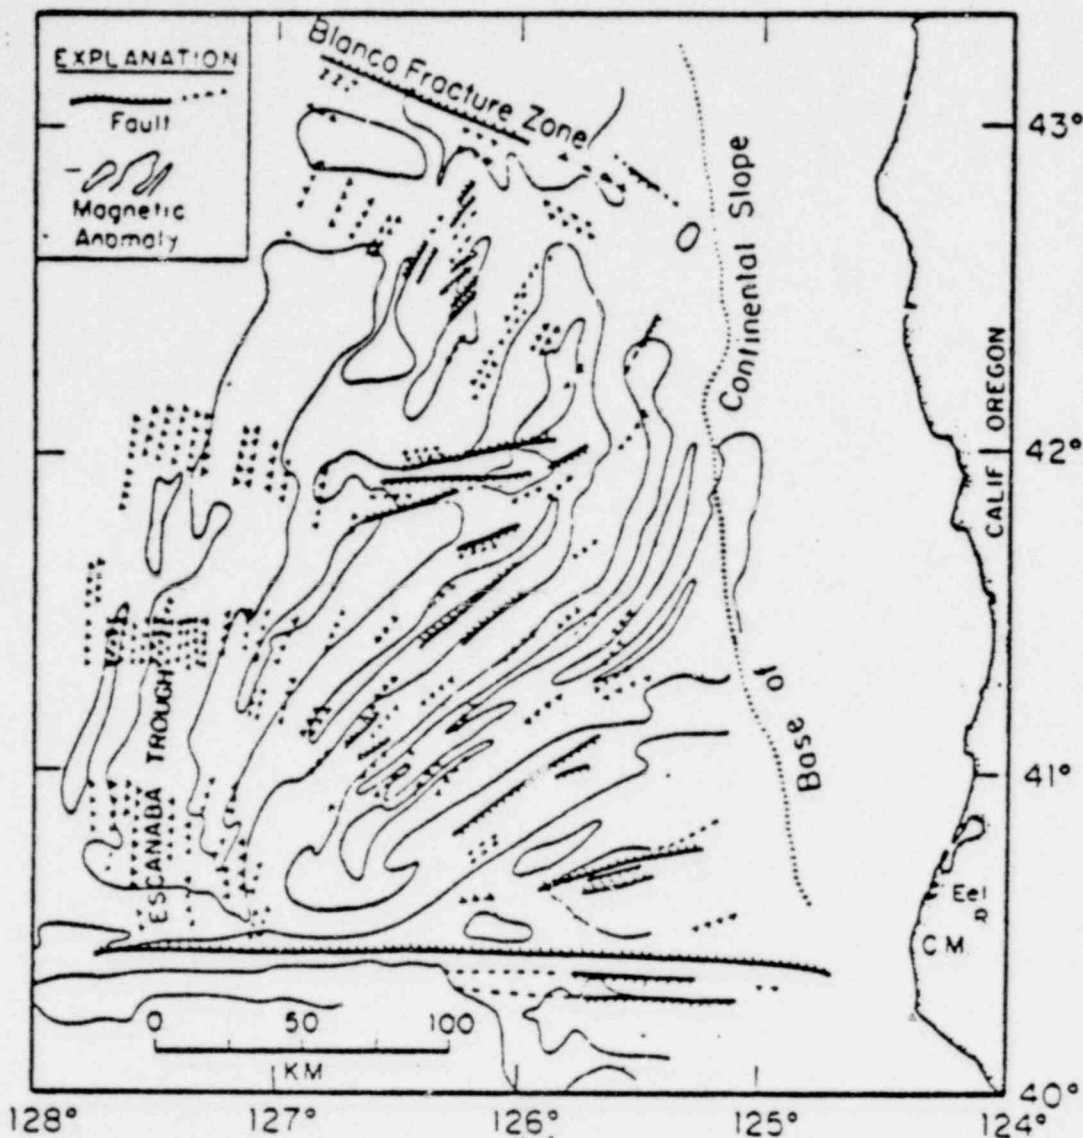 EXPLANATION
Fault
Magnetic
Anomaly
Blanco Fracture Zone
Base of Continental Slope
CALIF | OREGON
ESCANABA TROUGH
Eel
R
C.M.
0 50 100
KM
43°
42°
41°
40°
128° 127° 126° 125° 124°